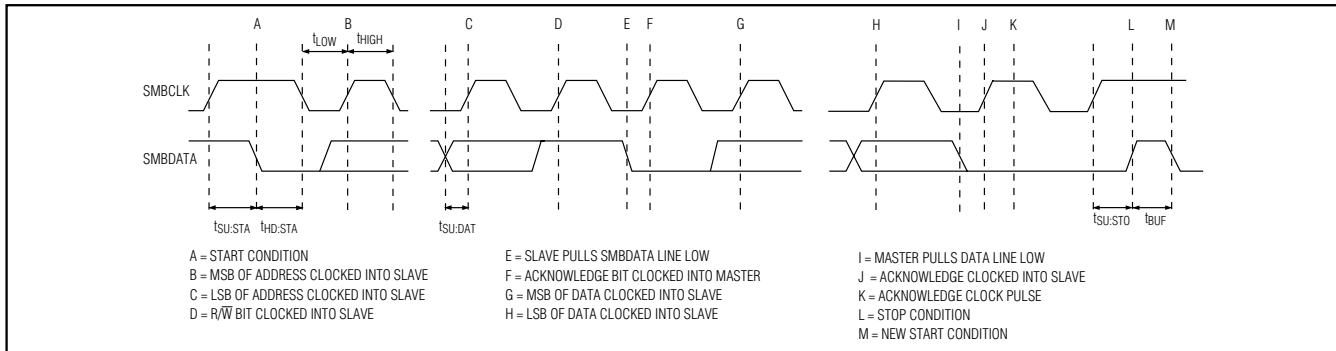 A B C D E F G H I J K L M
tLOW tHIGH
SMBCLK
SMBDATA
tSU:STA tHD:STA tSU:DAT tSU:STO tBUF
A = START CONDITION
B = MSB OF ADDRESS CLOCKED INTO SLAVE
C = LSB OF ADDRESS CLOCKED INTO SLAVE
D = R/W̅ BIT CLOCKED INTO SLAVE
E = SLAVE PULLS SMBDATA LINE LOW
F = ACKNOWLEDGE BIT CLOCKED INTO MASTER
G = MSB OF DATA CLOCKED INTO SLAVE
H = LSB OF DATA CLOCKED INTO SLAVE
I = MASTER PULLS DATA LINE LOW
J = ACKNOWLEDGE CLOCKED INTO SLAVE
K = ACKNOWLEDGE CLOCK PULSE
L = STOP CONDITION
M = NEW START CONDITION